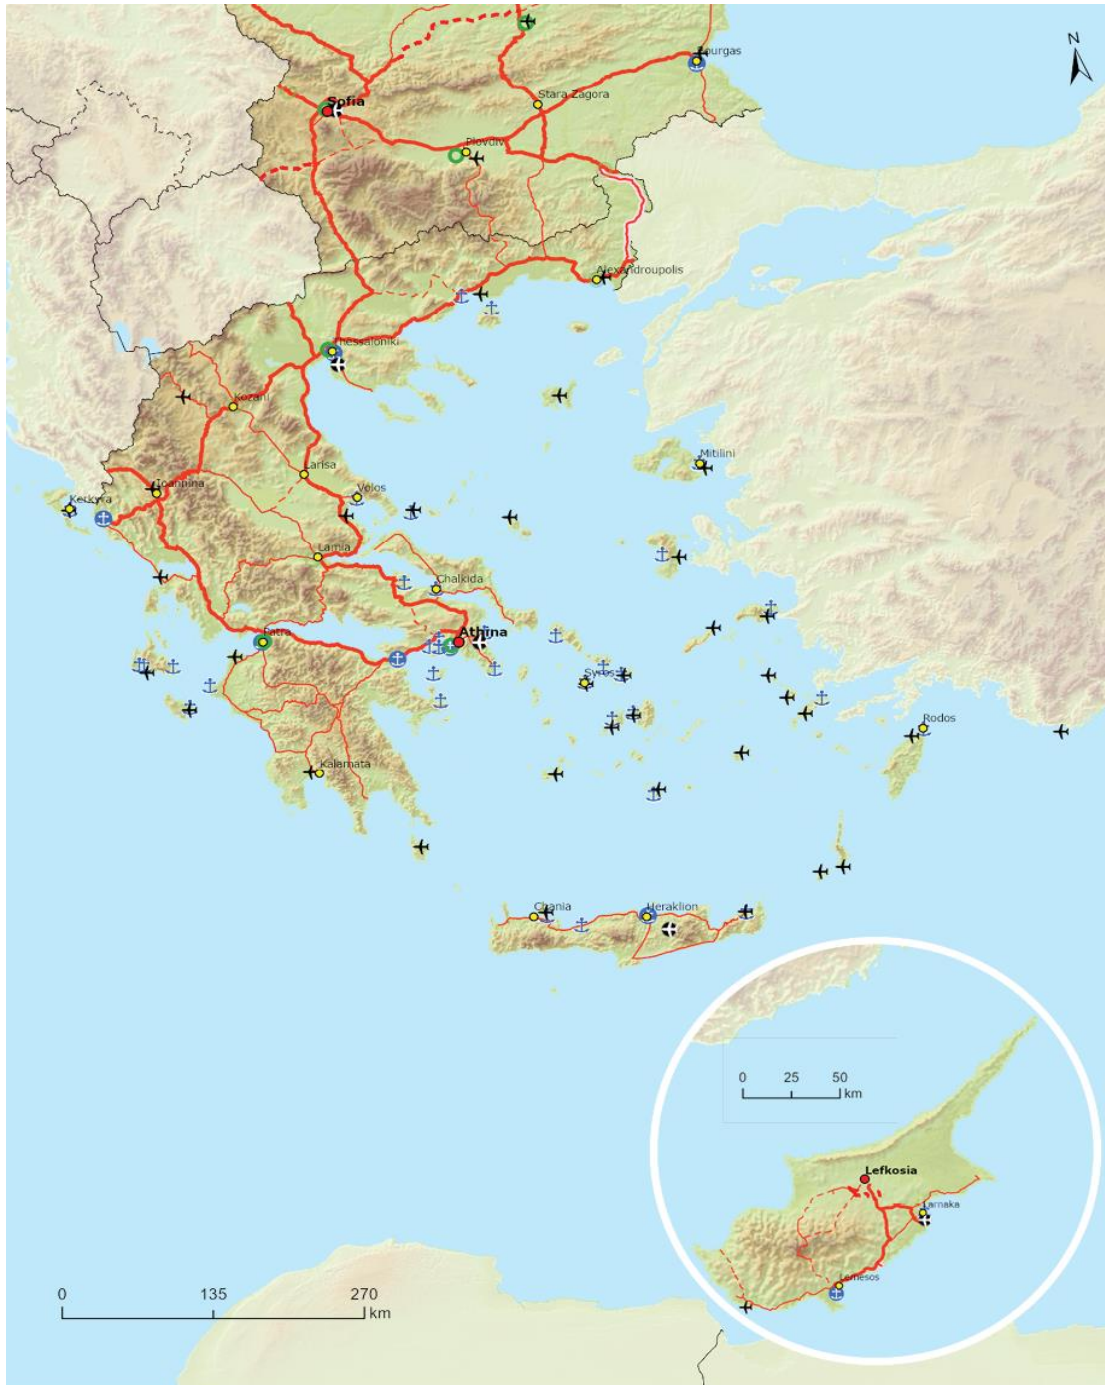 N
Bourgas
Sofia
Stara Zagora
Plovdiv
Alexandroupolis
Thessaloniki
Kozani
Larisa
Mitilini
Ioannina
Volos
Kerkyra
Lamia
Chalkida
Patra
Athina
Syros
Rodos
Kalamata
Chania
Heraklion
0 25 50
km
Lefkosia
Larnaka
Lemesos
0 135 270
km